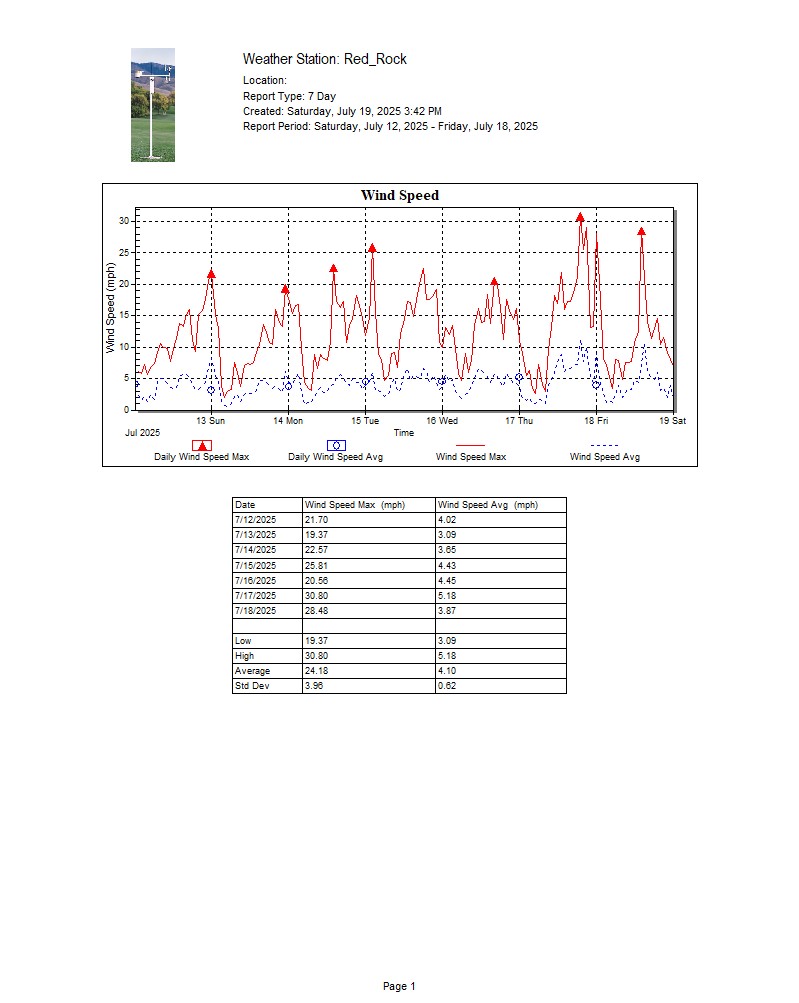 Weather Station: Red_Rock
Location:
Report Type: 7 Day
Created: Saturday, July 19, 2025 3:42 PM
Report Period: Saturday, July 12, 2025 - Friday, July 18, 2025
Wind Speed
Wind Speed (mph)
30
25
20
15
10
5
0
13 Sun 14 Mon 15 Tue 16 Wed 17 Thu 18 Fri 19 Sat
Jul 2025 Time
Daily Wind Speed Max Daily Wind Speed Avg Wind Speed Max Wind Speed Avg
Date Wind Speed Max (mph) Wind Speed Avg (mph)
7/12/2025 21.70 4.02
7/13/2025 19.37 3.09
7/14/2025 22.57 3.65
7/15/2025 25.81 4.43
7/16/2025 20.56 4.45
7/17/2025 30.80 5.18
7/18/2025 28.48 3.87
Low 19.37 3.09
High 30.80 5.18
Average 24.18 4.10
Std Dev 3.96 0.62
Page 1